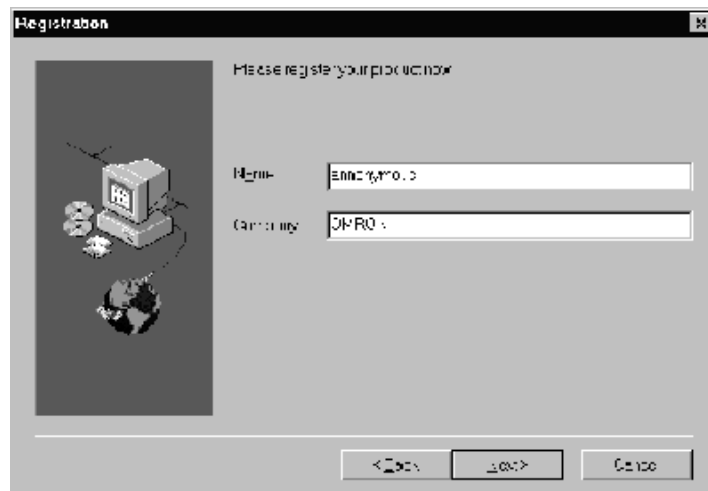 Registration
Please register your product now
Name
Company
OMRON
< Back
Next >
Cancel